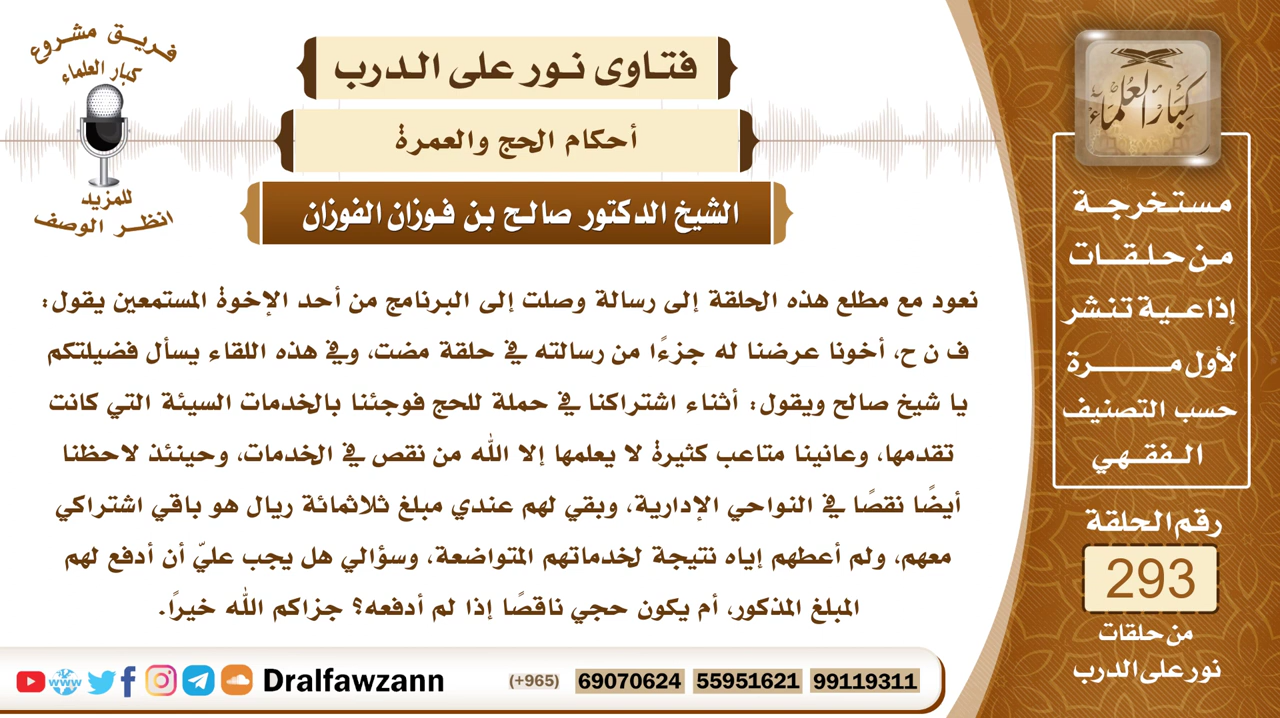 فريق مشروع
كبار العلماء
للمزيد
انظر الوصف
فتاوى نور على الدرب
أحكام الحج والعمرة
الشيخ الدكتور صالح بن فوزان الفوزان
نعود مع مطلع هذه الحلقة إلى رسالة وصلت إلى البرنامج من أحد الإخوة المستمعين يقول:
ف ن ح، أخونا عرضنا له جزءًا من رسالته في حلقة مضت، وفي هذه اللقاء يسأل فضيلتكم
يا شيخ صالح ويقول: أثناء اشتراكنا في حملة للحج فوجئنا بالخدمات السيئة التي كانت
تقدمها، وعانينا متاعب كثيرة لا يعلمها إلا الله من نقص في الخدمات، وحينئذ لاحظنا
أيضًا نقصًا في النواحي الإدارية، وبقي لهم عندي مبلغ ثلاثمائة ريال هو باقي اشتراكي
معهم، ولم أعطهم إياه نتيجة لخدماتهم المتواضعة، وسؤالي هل يجب عليّ أن أدفع لهم
المبلغ المذكور، أم يكون حجي ناقصًا إذا لم أدفعه؟ جزاكم الله خيرًا.
كبار العلماء
مستخرجة
من حلقات
إذاعية تنشر
لأول مرة
حسب التصنيف
الفقهي
رقم الحلقة
293
من حلقات
نور على الدرب
Dralfawzann (+965) 69070624 55951621 99119311
www